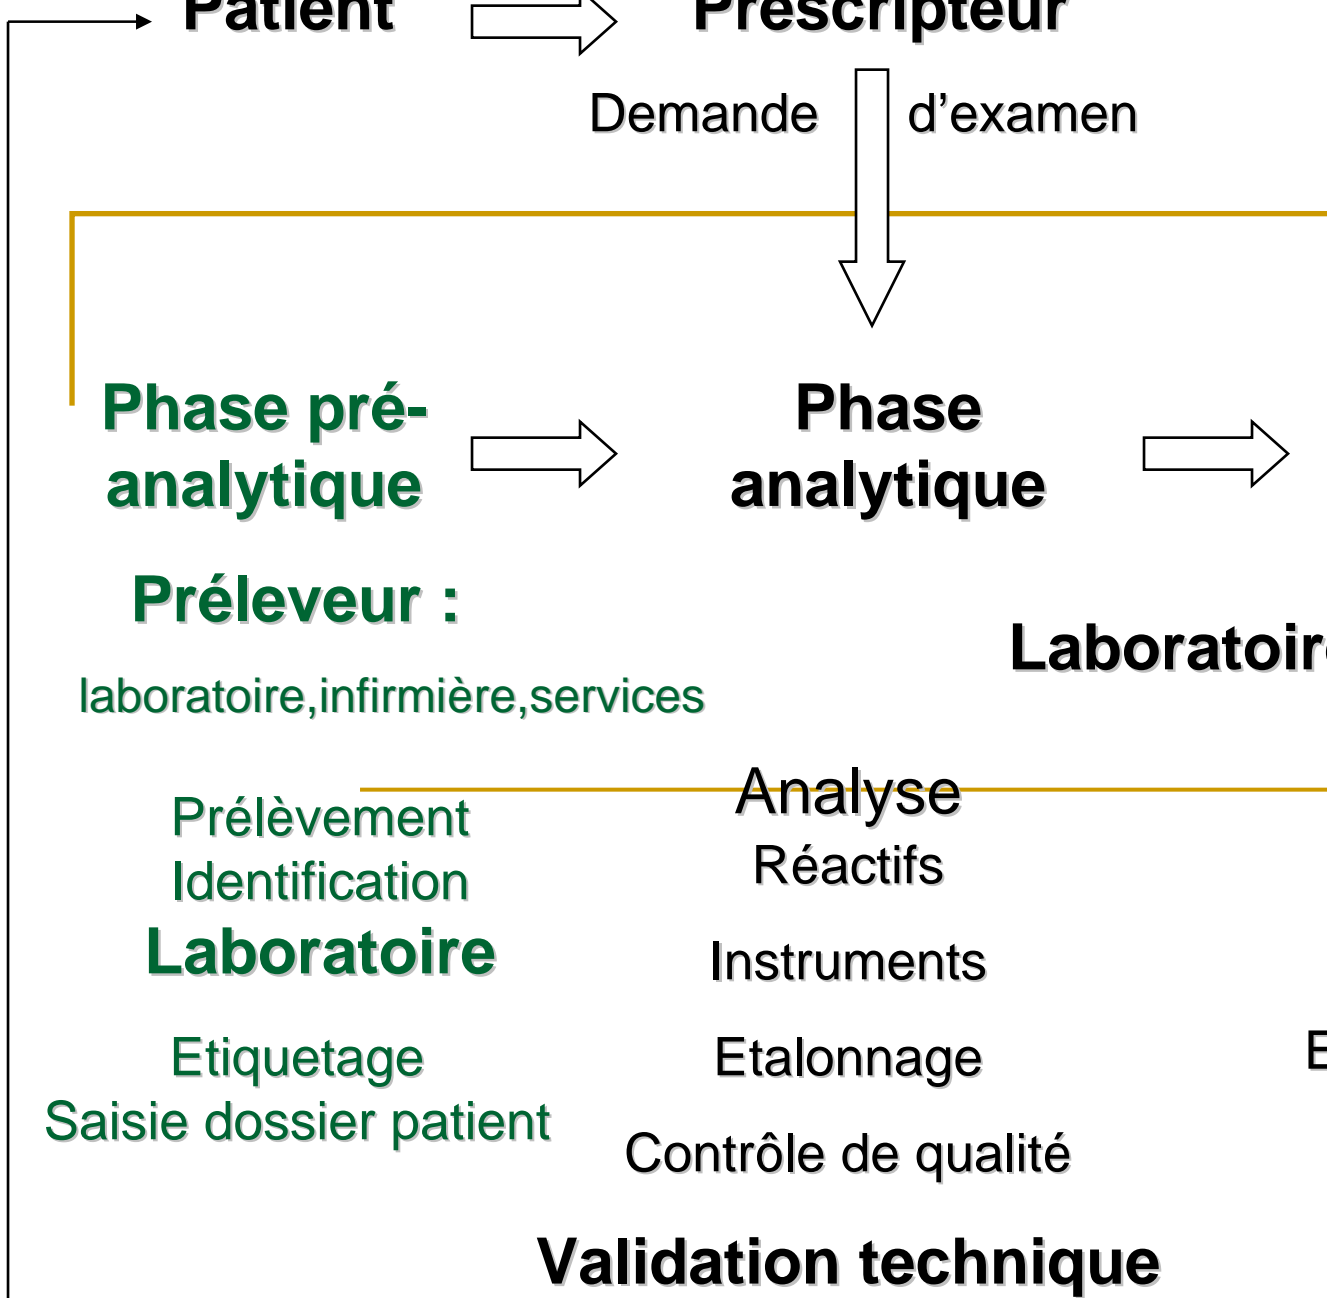 Patient Prescripteur
Demande d’examen
Phase pré-
analytique
Phase
analytique
Préleveur :
laboratoire,infirmière,services
Laboratoire
Analyse
Prélèvement
Réactifs
Identification
Laboratoire
Instruments
Etiquetage
Etalonnage
E
Saisie dossier patient
Contrôle de qualité
Validation technique